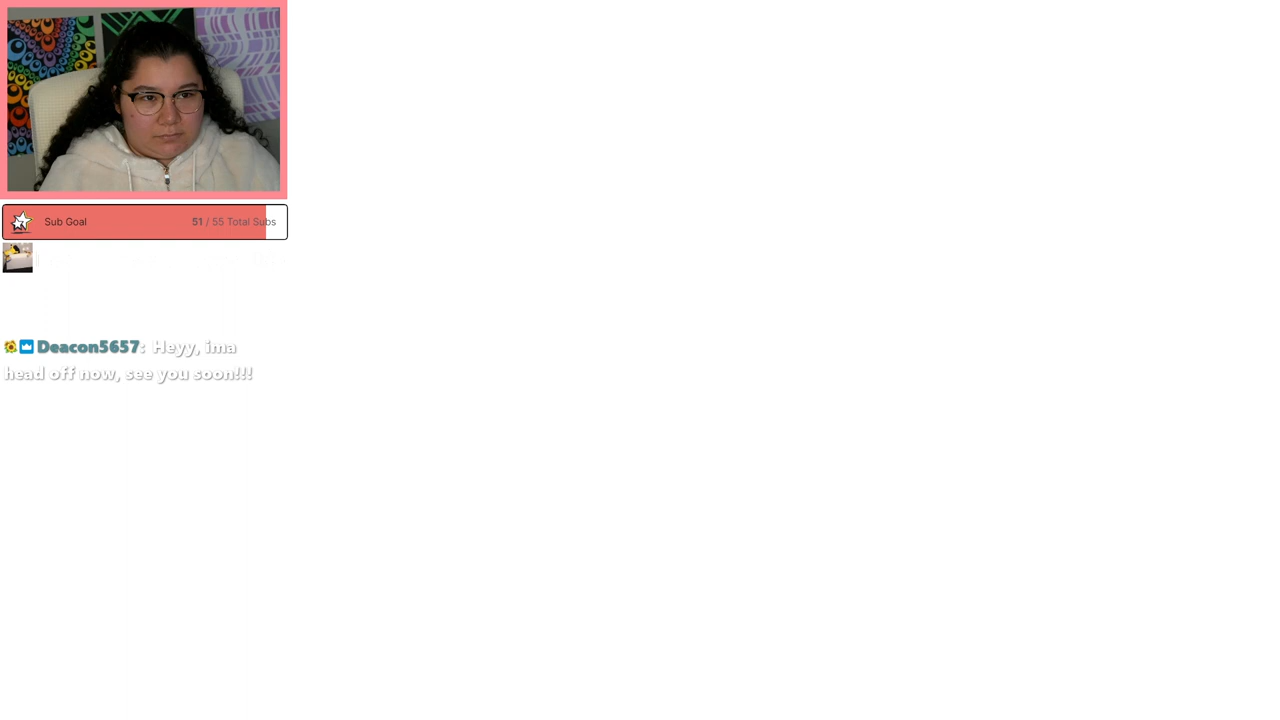 Sub Goal 51 / 55 Total Subs
Deacon5657: Heyy, ima
head off now, see you soon!!!